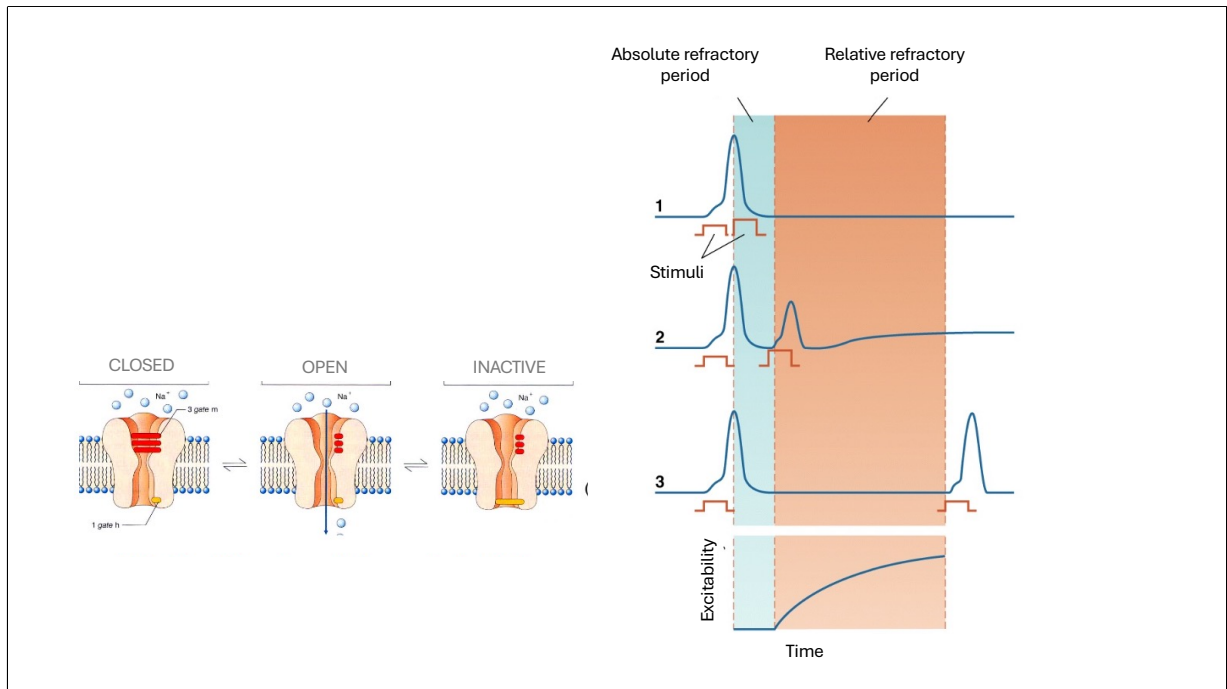 CLOSED
OPEN
INACTIVE
Na⁺
3 gate m
1 gate h
Na⁺
Na⁺
(
Absolute refractory
period
Relative refractory
period
1
Stimuli
2
3
Excitability
Time